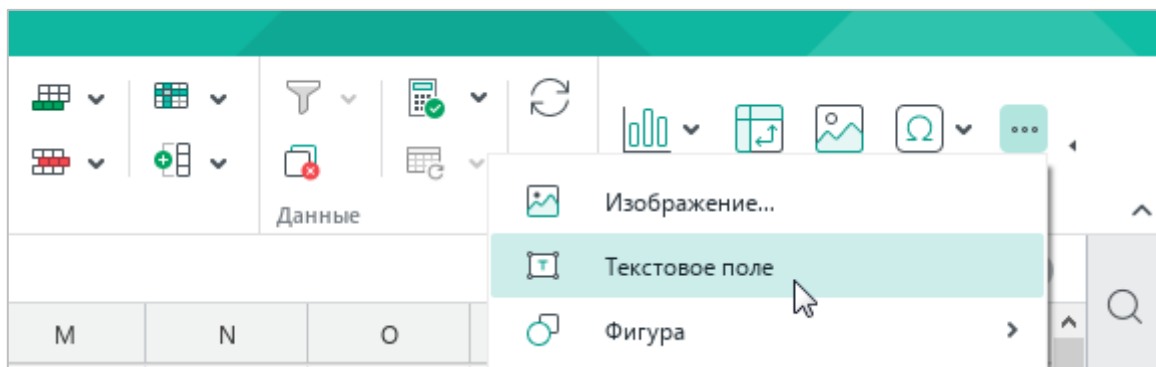 Данные
Изображение...
Текстовое поле
M N O
Фигура